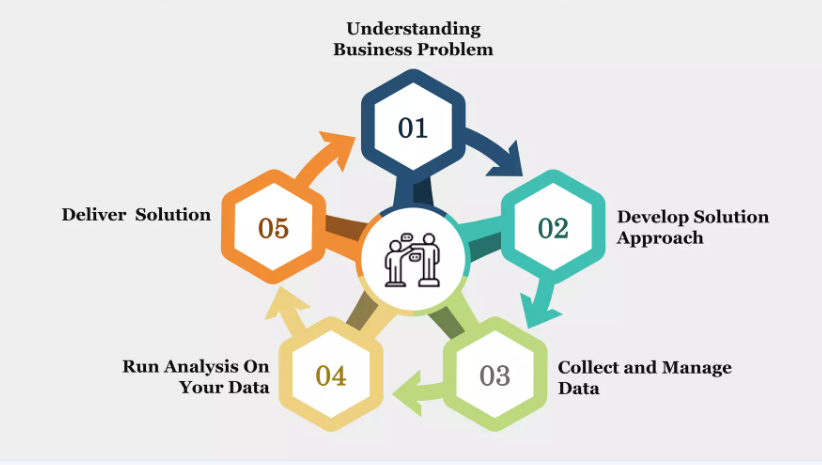 Understanding
Business Problem
01
02
Develop Solution
Approach
03
Collect and Manage
Data
04
Run Analysis On
Your Data
05
Deliver Solution